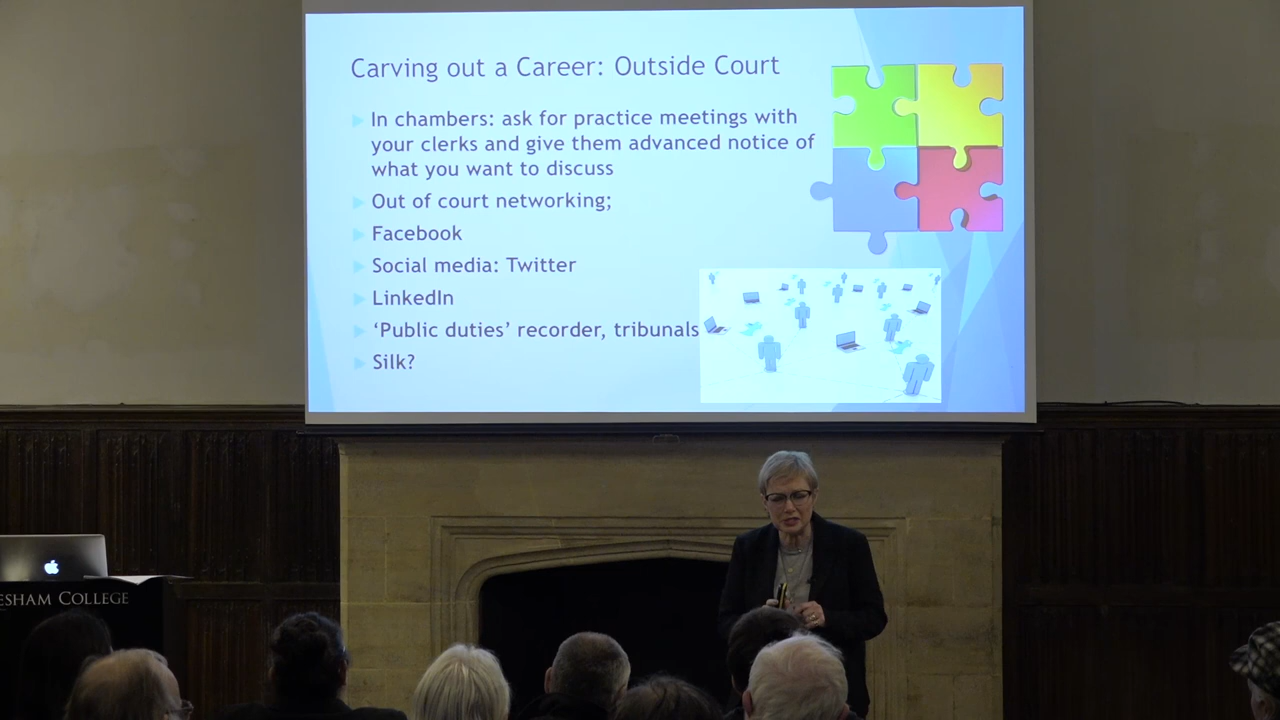 Carving out a Career: Outside Court
In chambers: ask for practice meetings with
your clerks and give them advanced notice of
what you want to discuss
Out of court networking;
Facebook
Social media: Twitter
LinkedIn
‘Public duties’ recorder, tribunals
Silk?
ESHAM COLLEGE